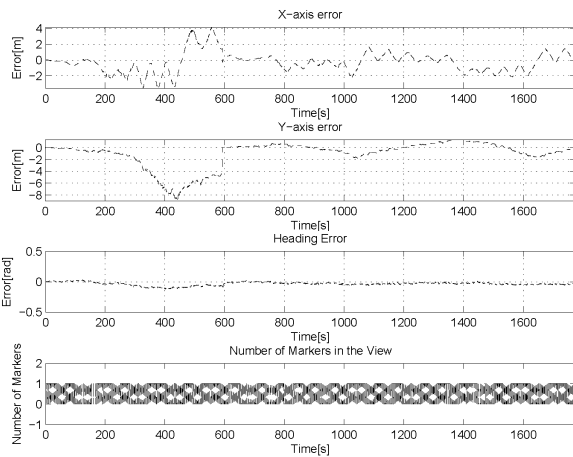 X-axis error
Error[m]
4
2
0
−2
0 200 400 600 800 1000 1200 1400 1600
Time[s]
Y-axis error
Error[m]
0
−2
−4
−6
−8
0 200 400 600 800 1000 1200 1400 1600
Time[s]
Heading Error
Error[rad]
0.5
0
−0.5
0 200 400 600 800 1000 1200 1400 1600
Time[s]
Number of Markers in the View
Number of Markers
2
1
0
−1
0 200 400 600 800 1000 1200 1400 1600
Time[s]